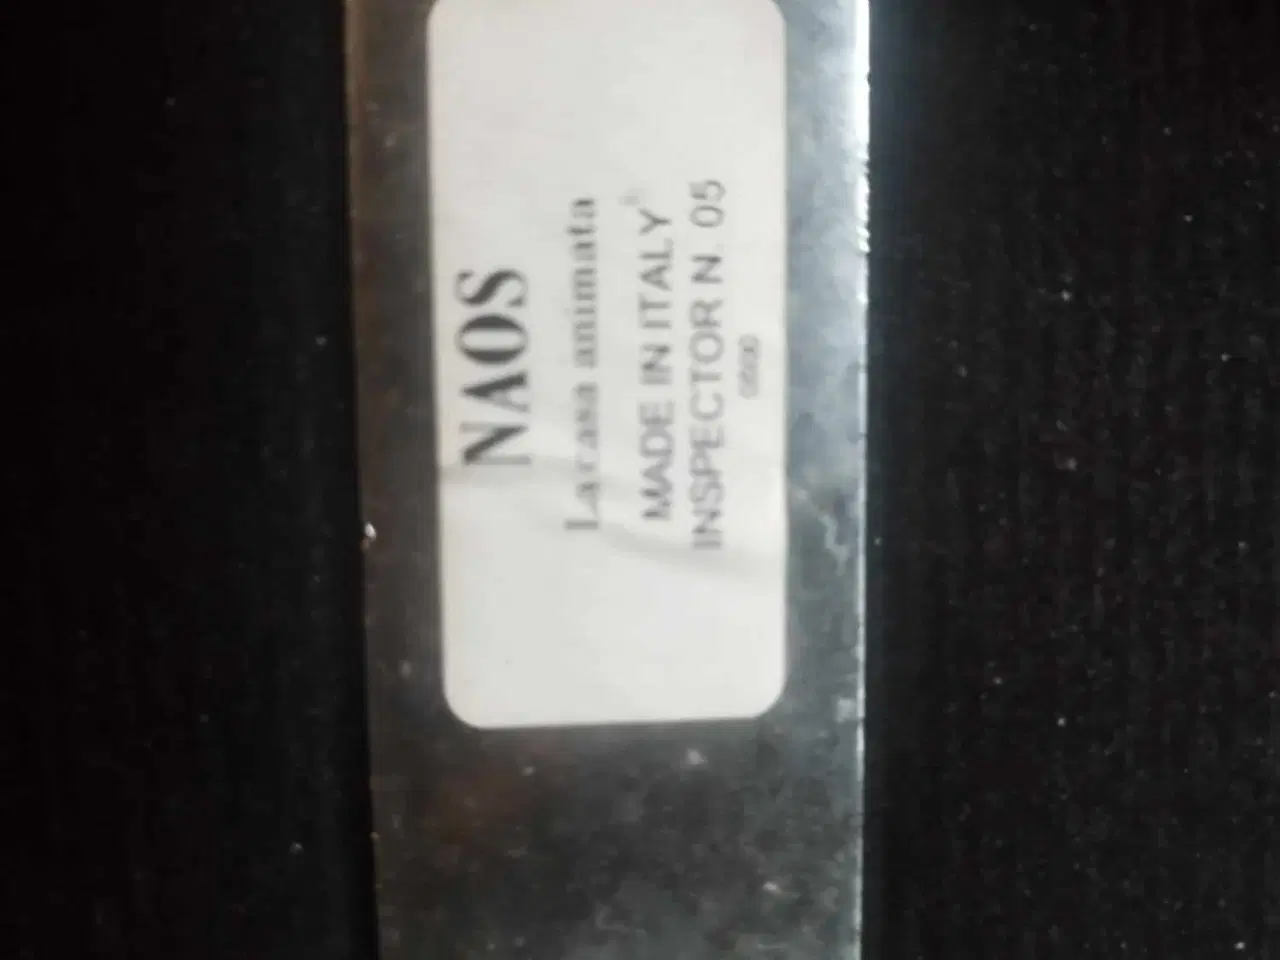 NAOS
La casa animata
MADE IN ITALY
INSPECTOR N. 05